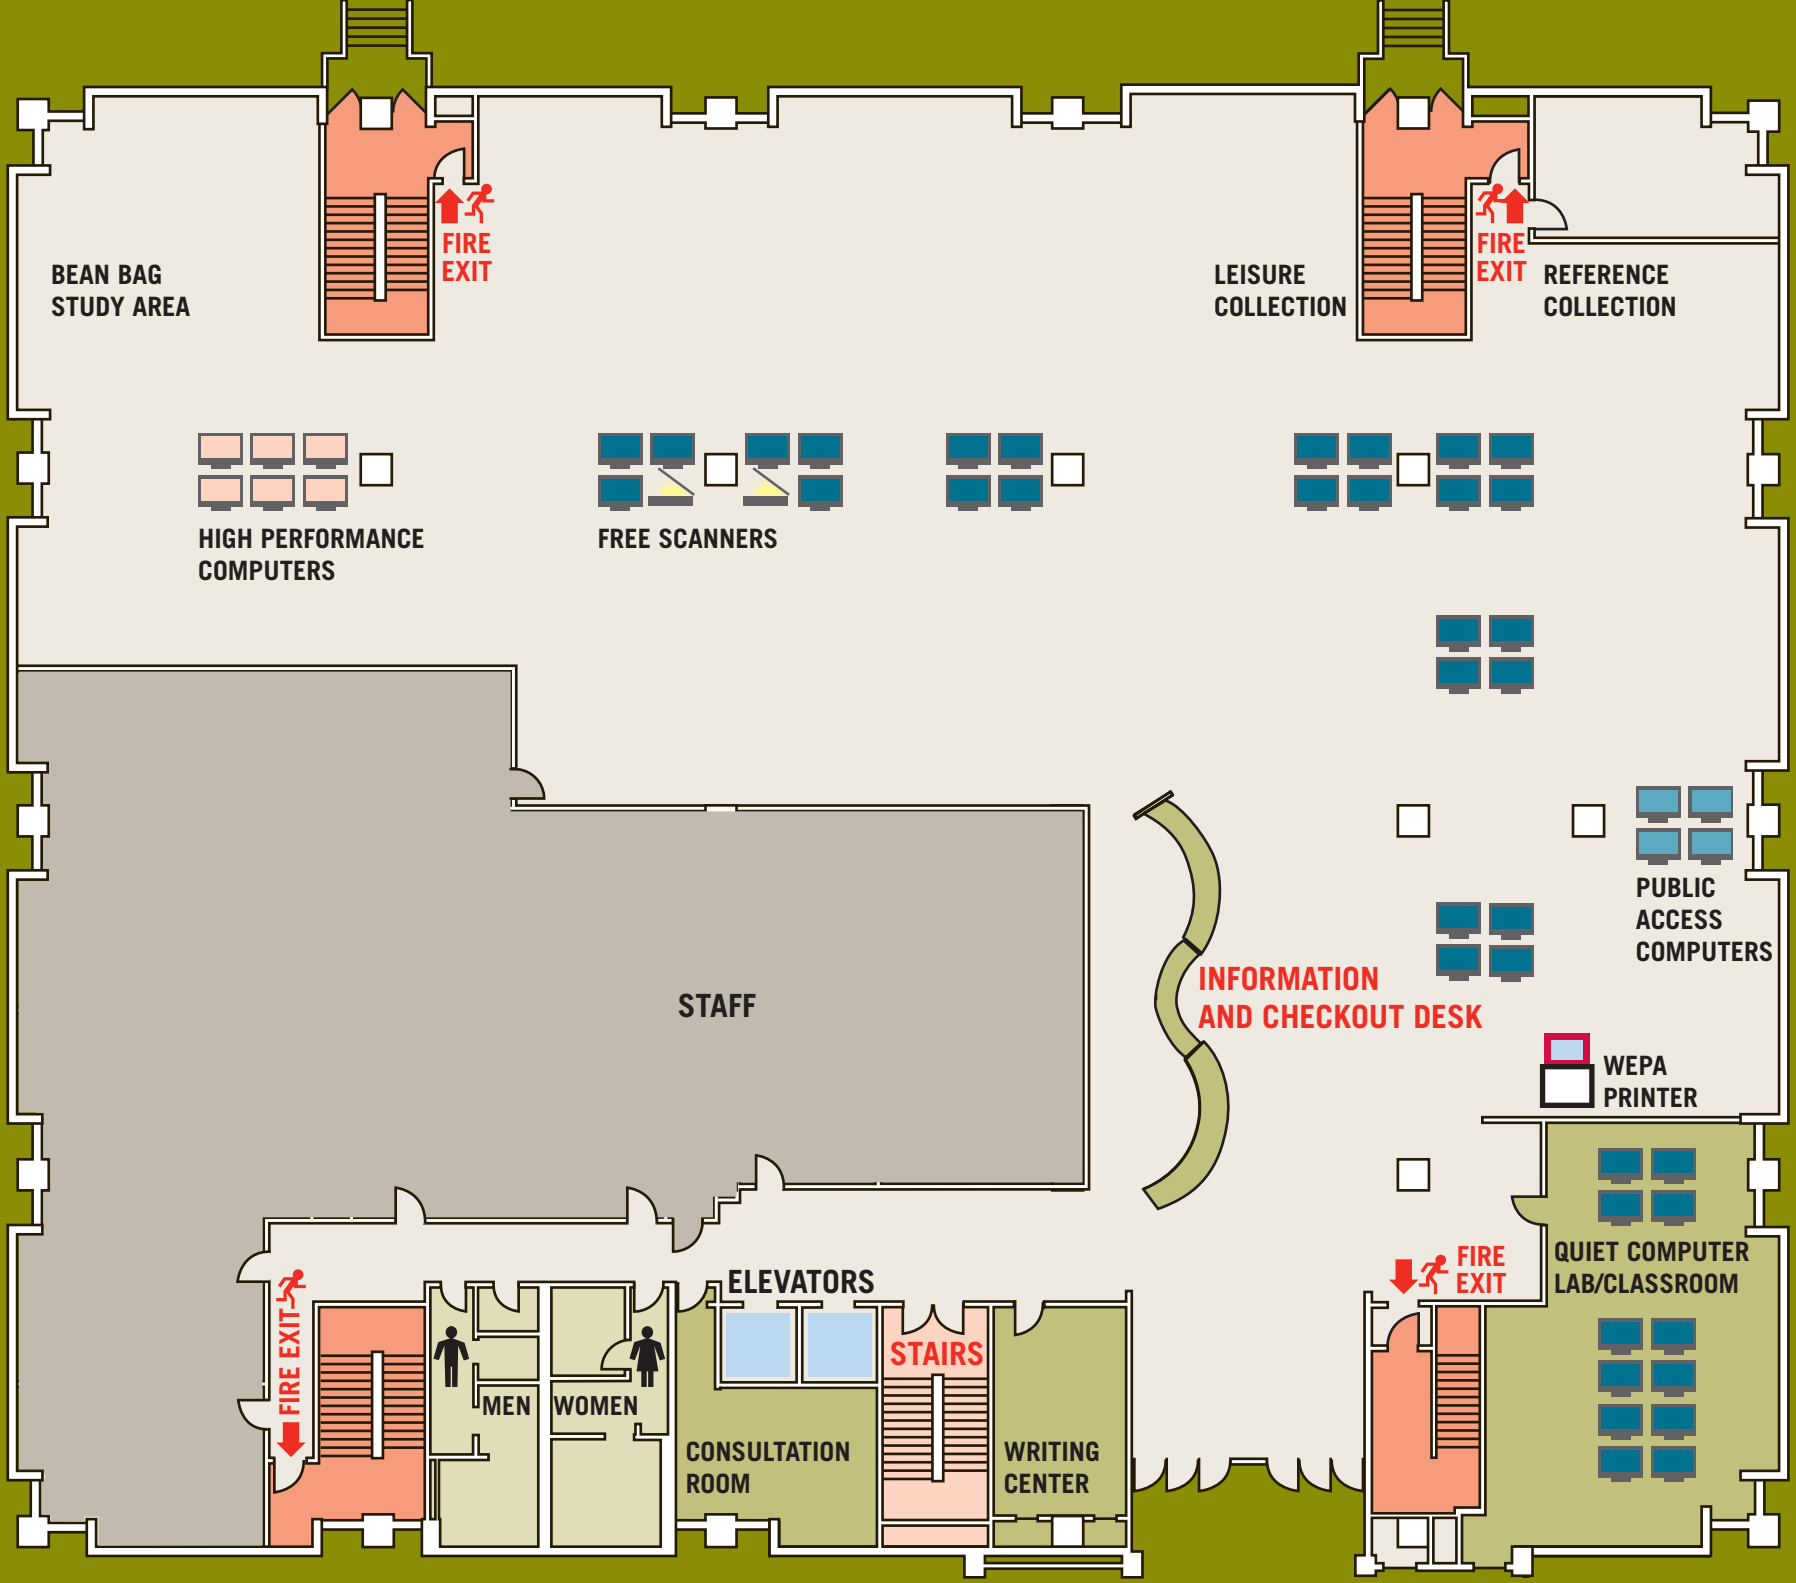 FIRE
EXIT
FIRE
EXIT
BEAN BAG
STUDY AREA
LEISURE
COLLECTION
REFERENCE
COLLECTION
HIGH PERFORMANCE
COMPUTERS
FREE SCANNERS
PUBLIC
ACCESS
COMPUTERS
STAFF
INFORMATION
AND CHECKOUT DESK
WEPA
PRINTER
FIRE
EXIT
QUIET COMPUTER
LAB/CLASSROOM
ELEVATORS
FIRE EXIT
STAIRS
MEN
WOMEN
CONSULTATION
ROOM
WRITING
CENTER